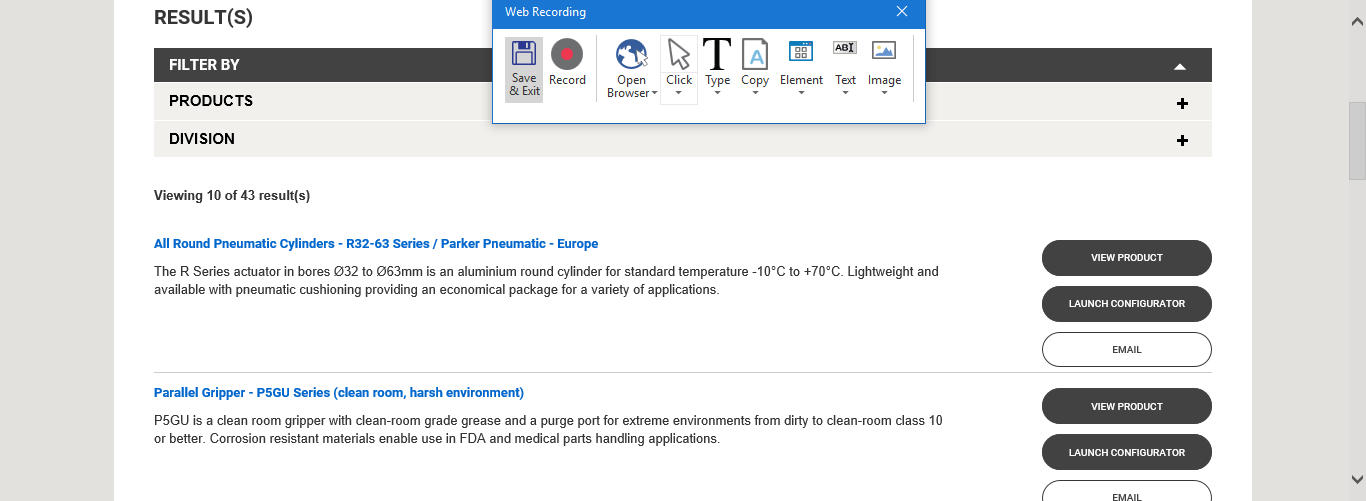 RESULT(S)
Web Recording
Save & Exit
Record
Open Browser
Click
Type
Copy
Element
ABI Text
Image
FILTER BY
PRODUCTS
DIVISION
Viewing 10 of 43 result(s)
All Round Pneumatic Cylinders - R32-63 Series / Parker Pneumatic - Europe
The R Series actuator in bores Ø32 to Ø63mm is an aluminium round cylinder for standard temperature -10°C to +70°C. Lightweight and
available with pneumatic cushioning providing an economical package for a variety of applications.
VIEW PRODUCT
LAUNCH CONFIGURATOR
EMAIL
Parallel Gripper - P5GU Series (clean room, harsh environment)
P5GU is a clean room gripper with clean-room grade grease and a purge port for extreme environments from dirty to clean-room class 10
or better. Corrosion resistant materials enable use in FDA and medical parts handling applications.
VIEW PRODUCT
LAUNCH CONFIGURATOR
EMAIL